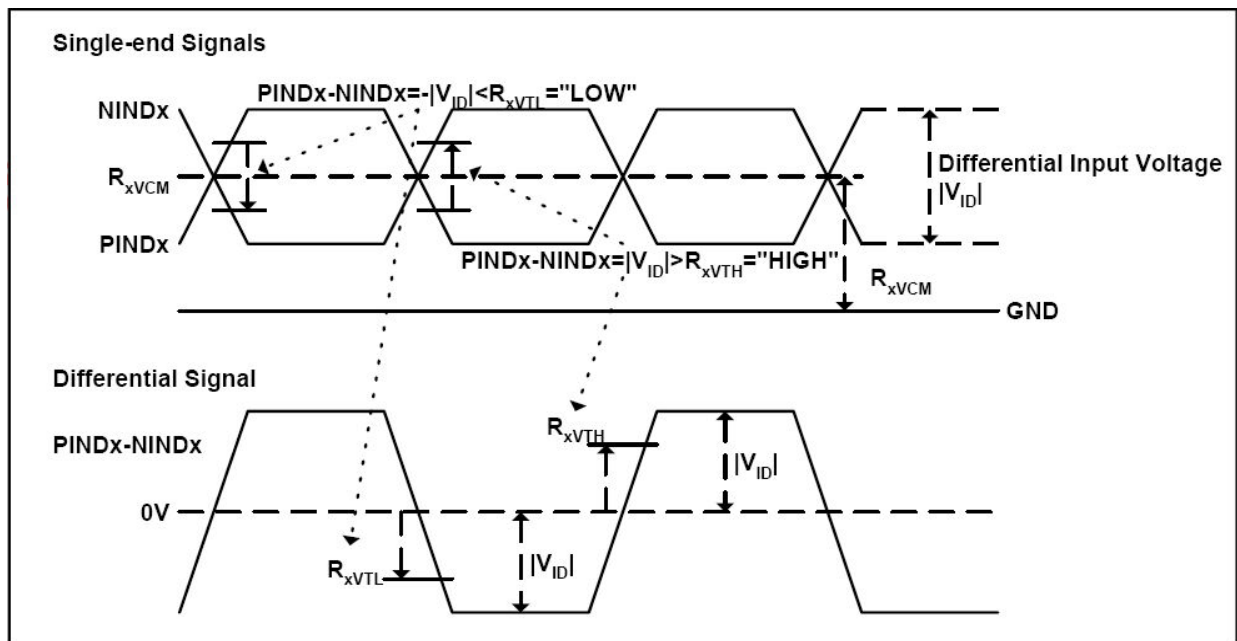 Single-end Signals
PINDx-NINDx=-|VID|<RxVTL="LOW"
NINDx
RxVCM
Differential Input Voltage
|VID|
PINDx
PINDx-NINDx=|VID|>RxVTH="HIGH"
RxVCM
GND
Differential Signal
RxVTH
PINDx-NINDx
|VID|
0V
RxVTL
|VID|